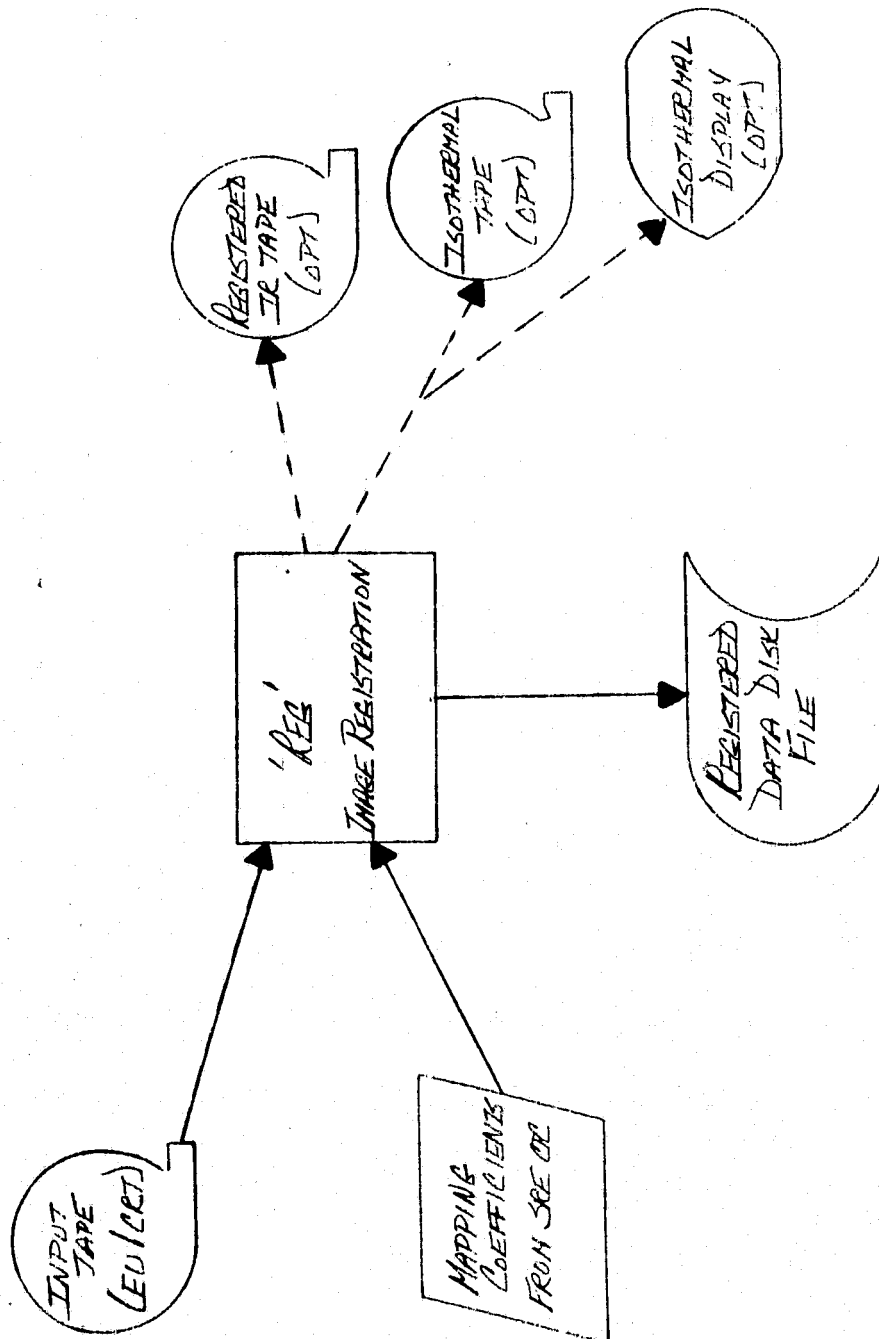 INPUT
TAPE
(EU/CRT)
MAPPING
COEFFICIENTS
FROM SRE OC
'REG'
IMAGE REGISTRATION
REGISTERED
IR TAPE
(OPT)
ISOTHERMAL
TAPE
(OPT)
ISOTHERMAL
DISPLAY
(OPT)
REGISTERED
DATA DISK
FILE